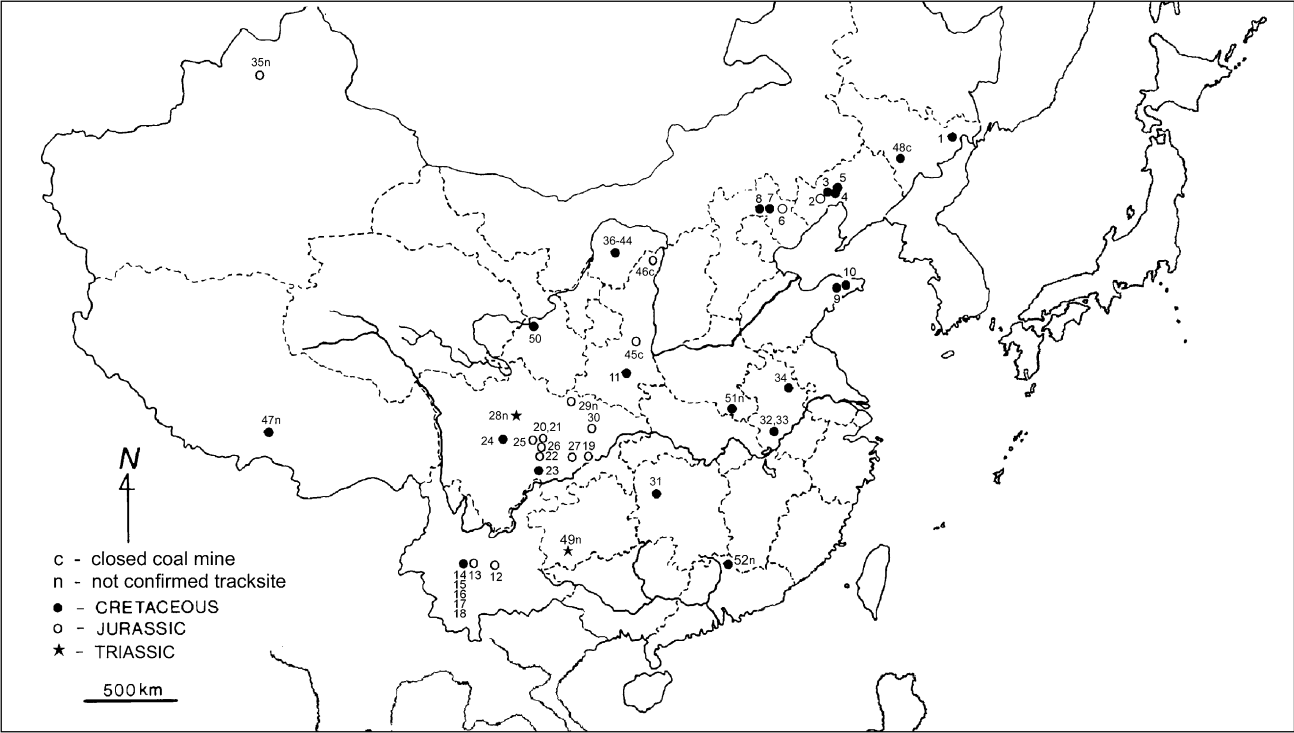 35n
1
48c
5
3
4
2
8 7
6
36-44
46c
10
9
50
45c
11
34
51n
32,33
29n
28n
30
20,21
24
25
26
27 19
22
23
47n
31
49n
52n
14 13
12
15
16
17
18
N
c - closed coal mine
n - not confirmed tracksite
● - CRETACEOUS
○ - JURASSIC
★ - TRIASSIC
500 km